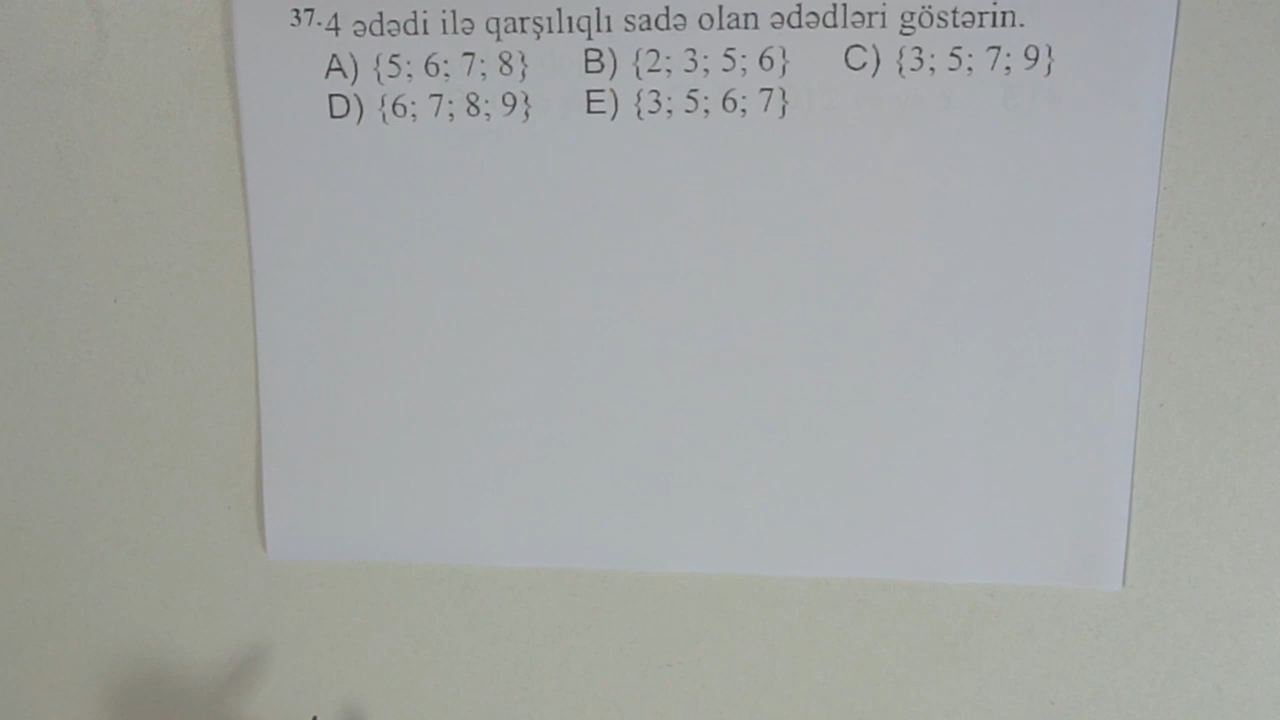 37.4 ədədi ilə qarşılıqlı sadə olan ədədləri göstərin.
A) {5; 6; 7; 8} B) {2; 3; 5; 6} C) {3; 5; 7; 9}
D) {6; 7; 8; 9} E) {3; 5; 6; 7}